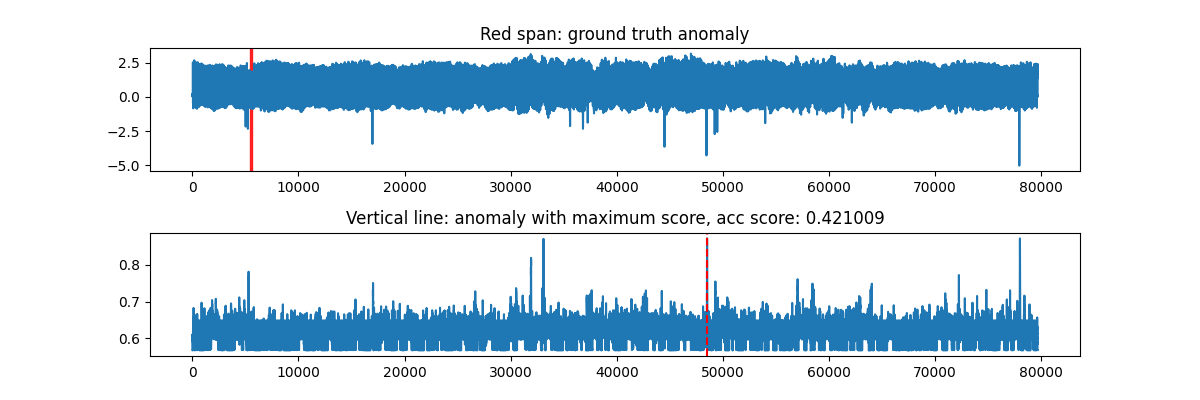 Red span: ground truth anomaly
2.5
0.0
−2.5
−5.0
0 10000 20000 30000 40000 50000 60000 70000 80000
Vertical line: anomaly with maximum score, acc score: 0.421009
0.8
0.7
0.6
0 10000 20000 30000 40000 50000 60000 70000 80000